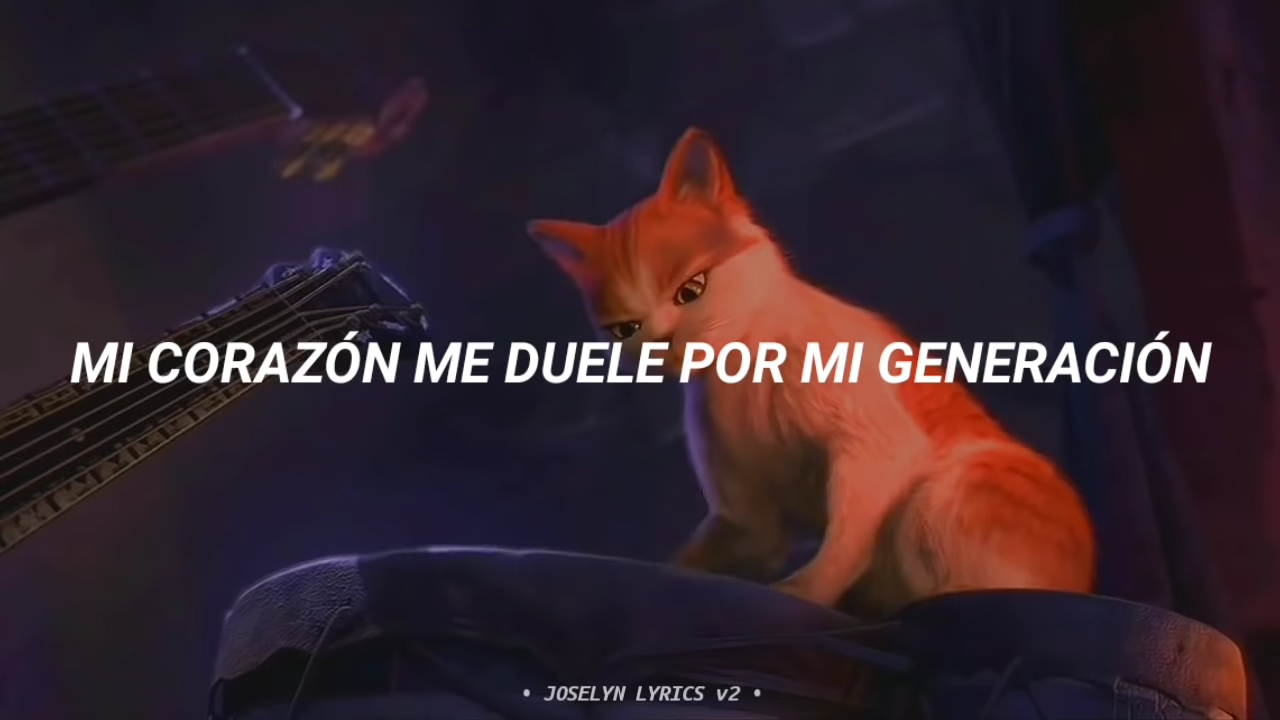 MI CORAZÓN ME DUELE POR MI GENERACIÓN
• JOSELYN LYRICS v2 •